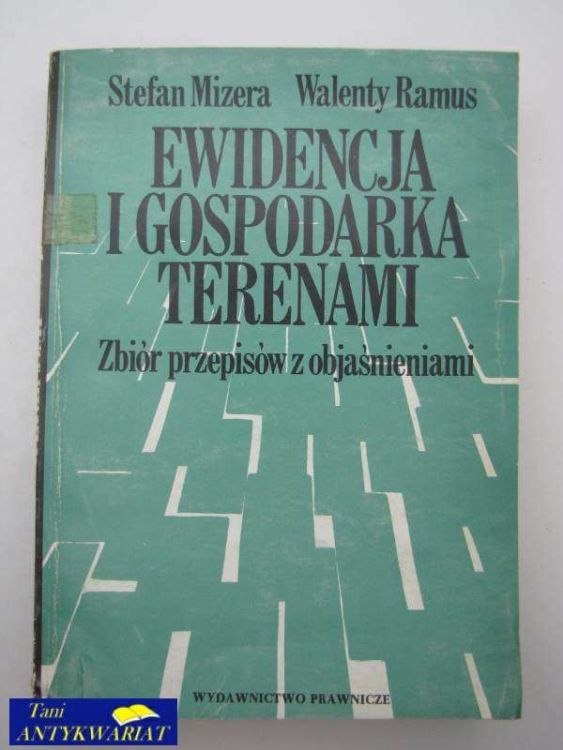 Stefan Mizera Walenty Ramus
EWIDENCJA
I GOSPODARKA
TERENAMI
Zbiór przepisów z objaśnieniami
WYDAWNICTWO PRAWNICZE
Tani
ANTYKWARIAT